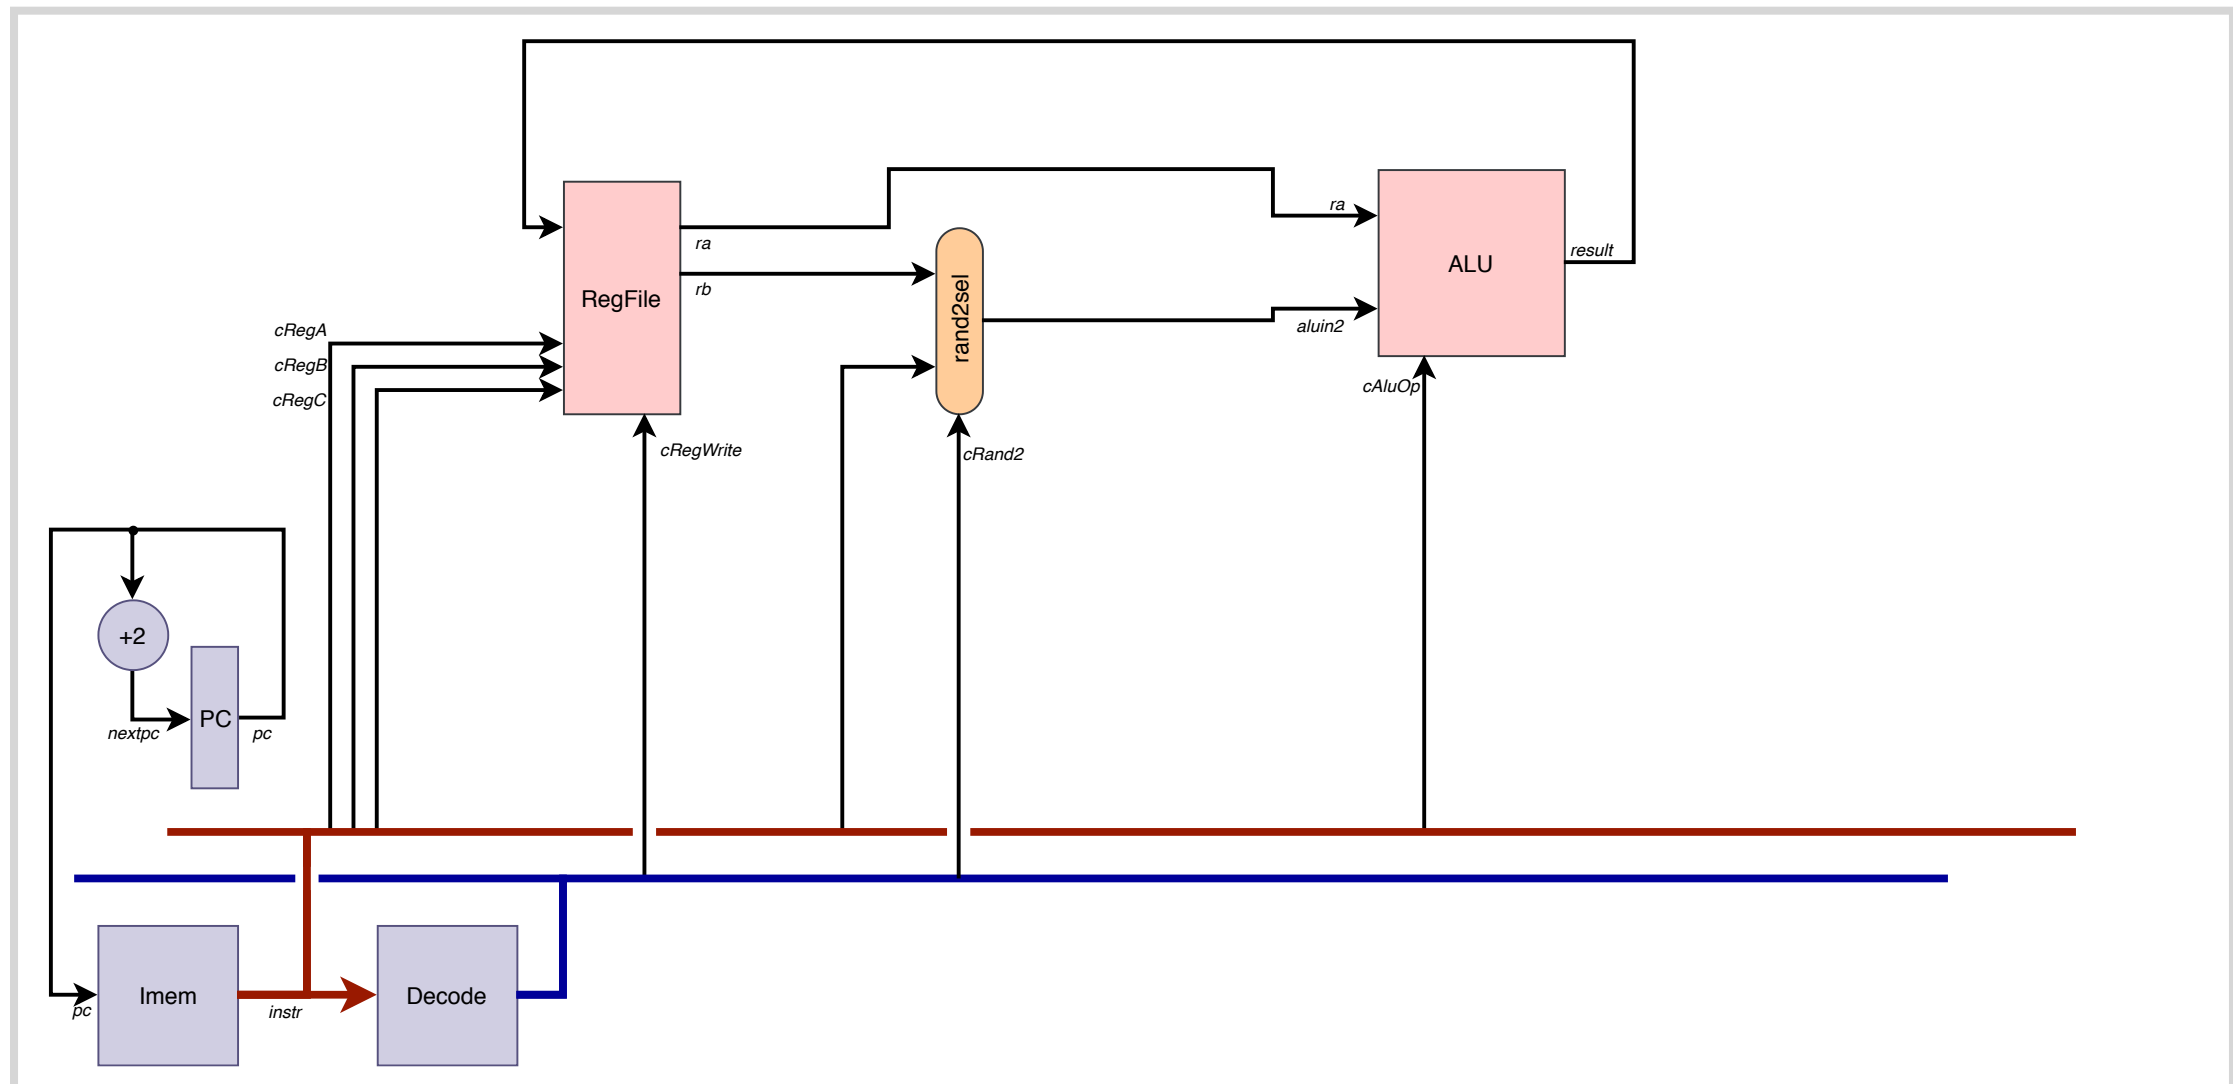 ra
result
ALU
ra
rb
RegFile
rand2sel
aluin2
cRegA
cRegB
cRegC
cAluOp
cRegWrite
cRand2
+2
PC
nextpc
pc
Imem
Decode
pc
instr